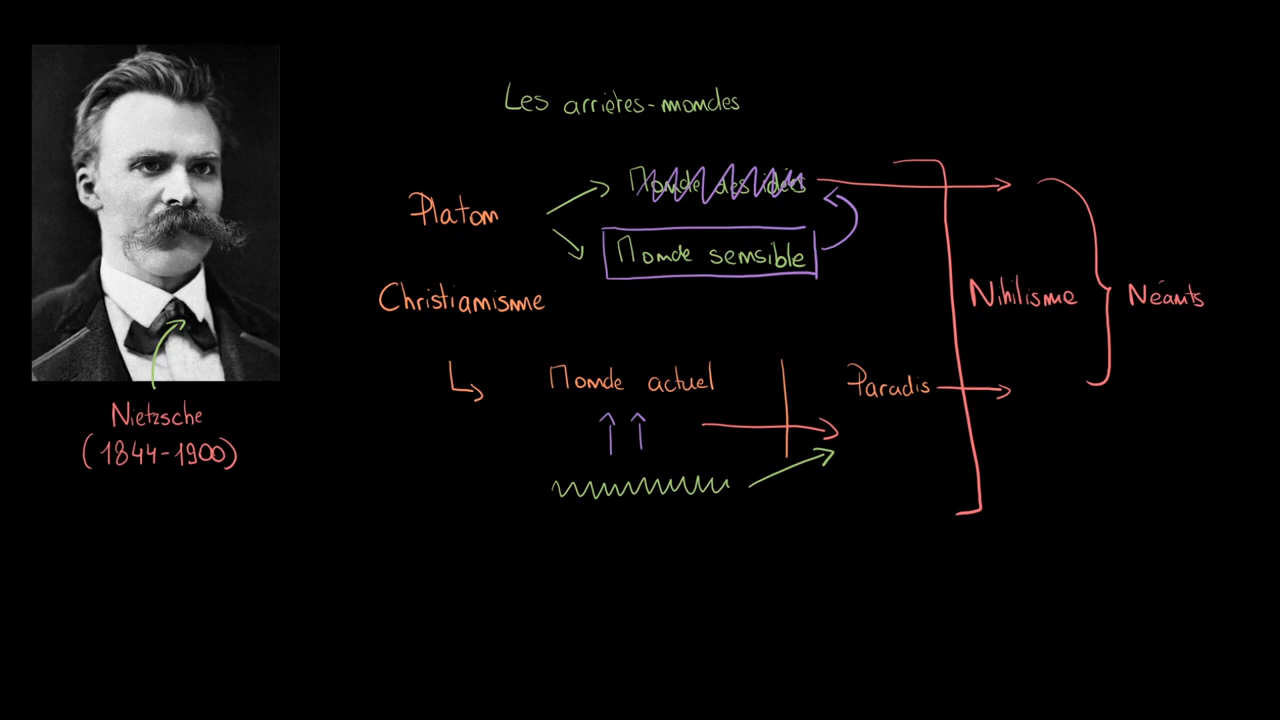 Les arrières-mondes
Monde des idées
Platon
Monde sensible
Christianisme
Nihilisme
Néants
Monde actuel
Paradis
Nietzsche
(1844-1900)